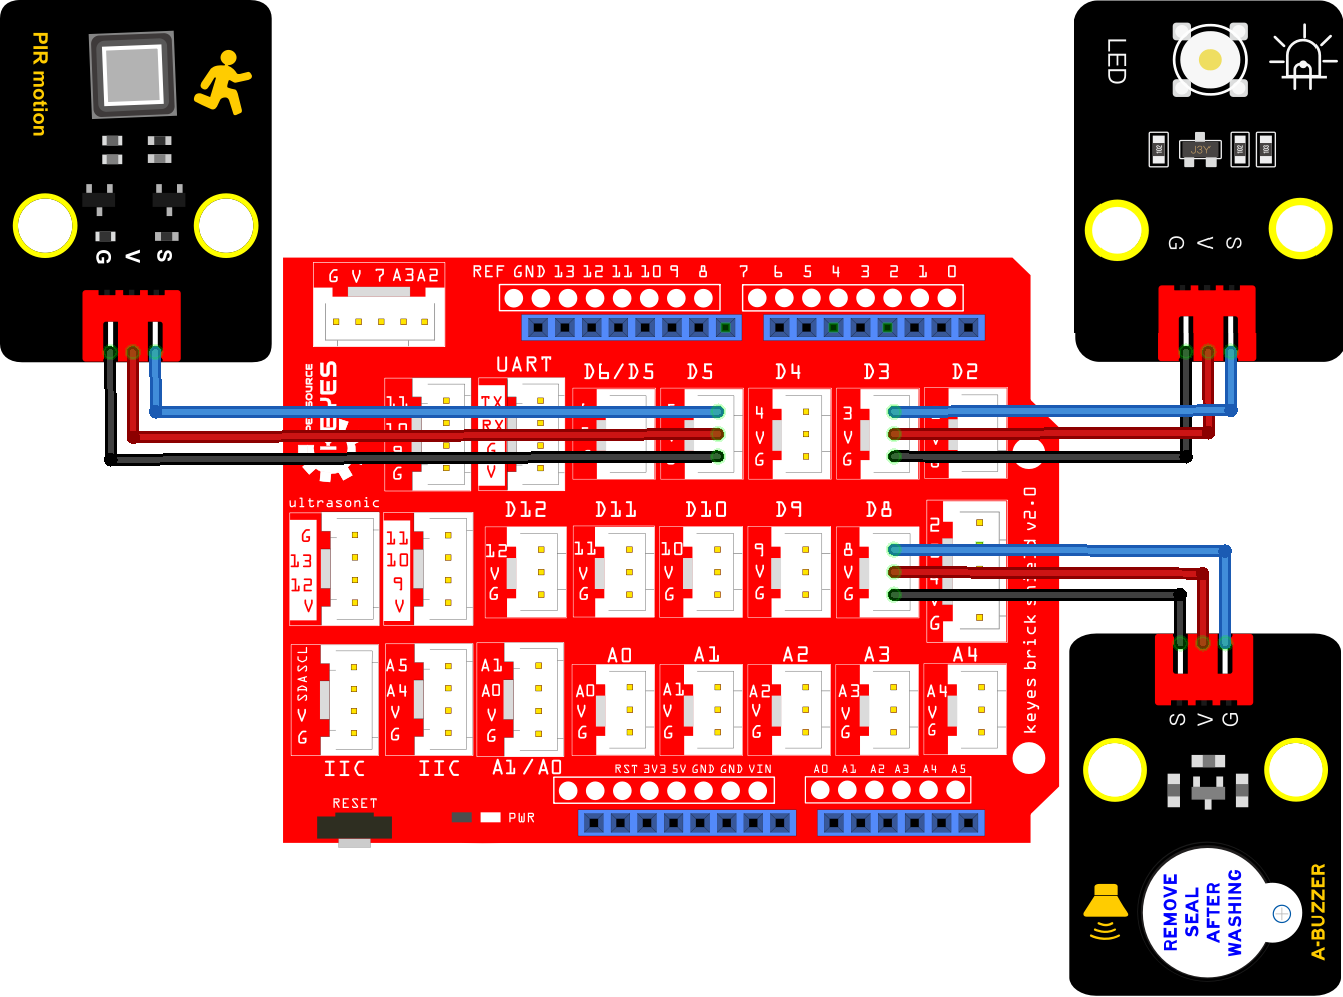 PIR motion
G V S
LED
J3Y
102
102
103
G V S
G V 7 A3 A2
REF GND 13 12 11 10 9 8
7 6 5 4 3 2 1 0
UART
D6/D5
D5
D4
D3
D2
KEYES
11
10
9
G
TX
RX
G
V
4
V
G
3
V
G
ultrasonic
D12
D11
D10
D9
D8
G
13
12
V
11
10
9
V
12
V
G
11
V
G
10
V
G
9
V
G
8
V
G
2
G
A0
A1
A2
A3
A4
SDA SCL
V
G
A5
A4
V
G
A1
A0
V
G
A0
V
G
A1
V
G
A2
V
G
A3
V
G
A4
V
G
IIC
IIC
A1/A0
RST 3V3 5V GND GND VIN
A0 A1 A2 A3 A4 A5
RESET
PWR
S V G
REMOVE
SEAL
AFTER
WASHING
A-BUZZER